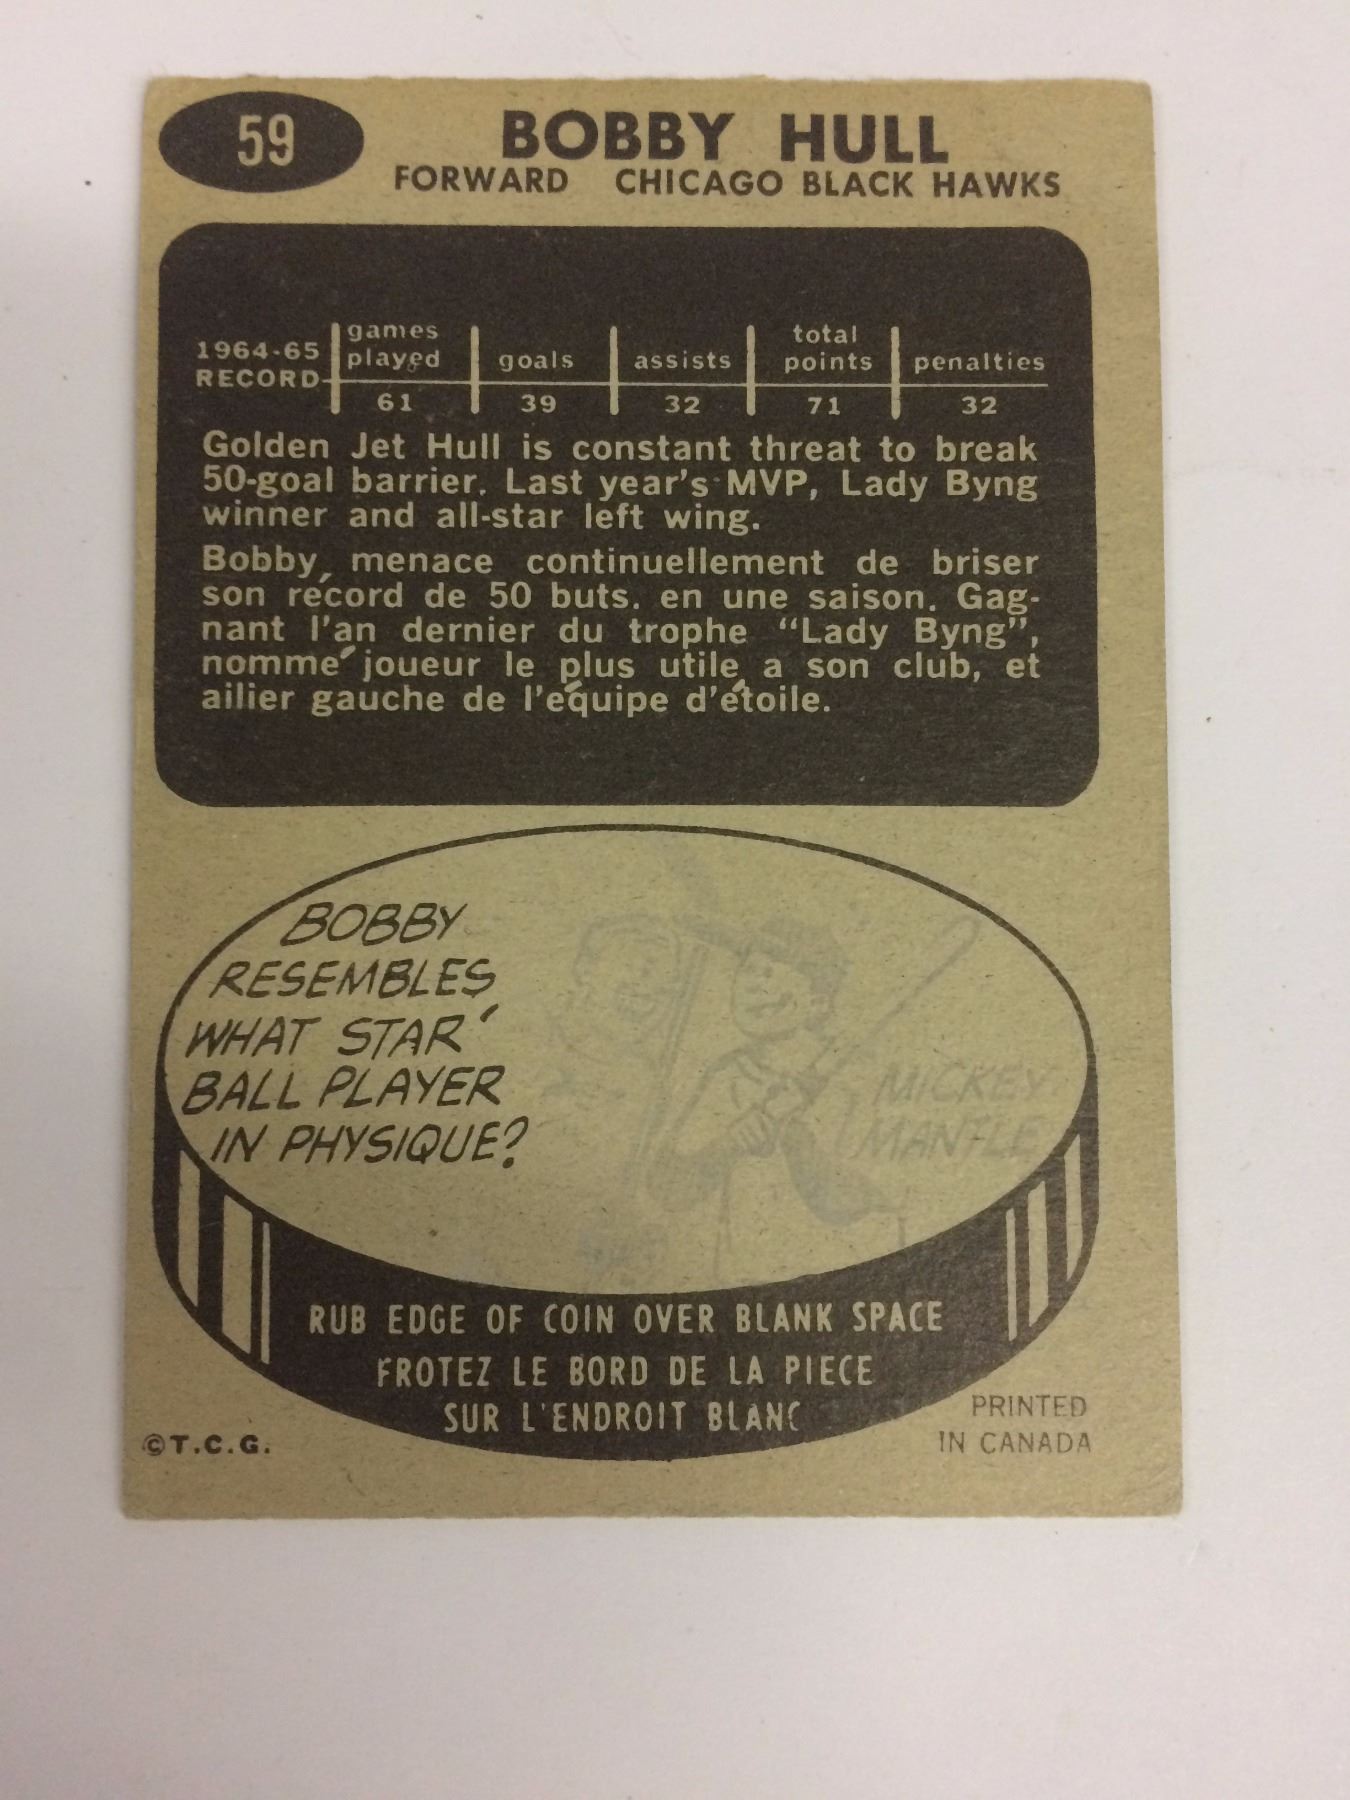 59
BOBBY HULL
FORWARD CHICAGO BLACK HAWKS
1964-65 RECORD games played goals assists total points penalties
61 39 32 71 32
Golden Jet Hull is constant threat to break
50-goal barrier. Last year's MVP, Lady Byng
winner and all-star left wing.
Bobby, menace continuellement de briser
son récord de 50 buts. en une saison. Gag-
nant l'an dernier du trophe "Lady Byng",
nommé joueur le plus utile a son club, et
ailier gauche de l'équipe d'étoile.
BOBBY
RESEMBLES
WHAT STAR
BALL PLAYER
IN PHYSIQUE?
MICKEY
MANTLE
RUB EDGE OF COIN OVER BLANK SPACE
FROTEZ LE BORD DE LA PIECE
SUR L'ENDROIT BLANC
©T.C.G.
PRINTED
IN CANADA